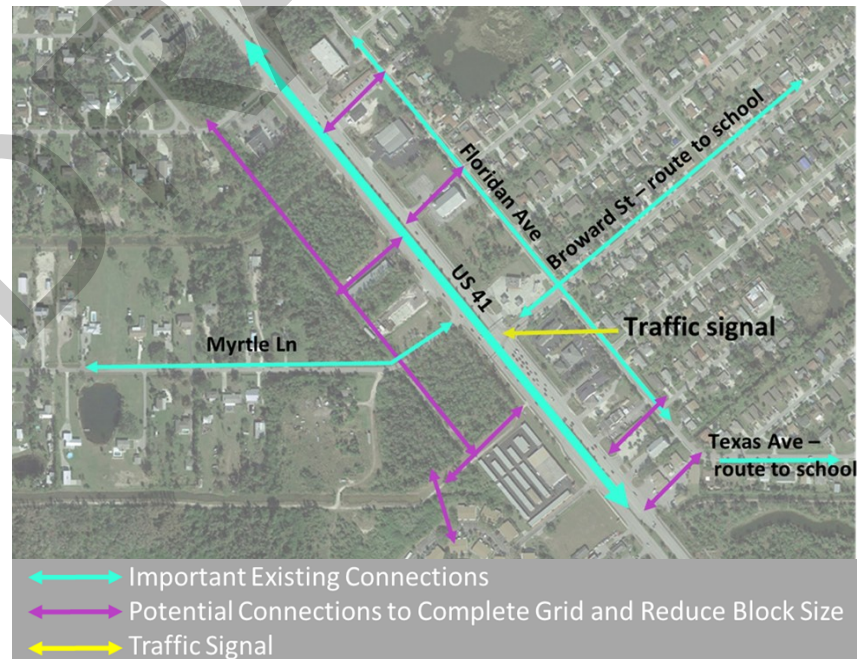 Floridan Ave
Broward St – route to school
US 41
Traffic signal
Myrtle Ln
Texas Ave –
route to school
Important Existing Connections
Potential Connections to Complete Grid and Reduce Block Size
Traffic Signal